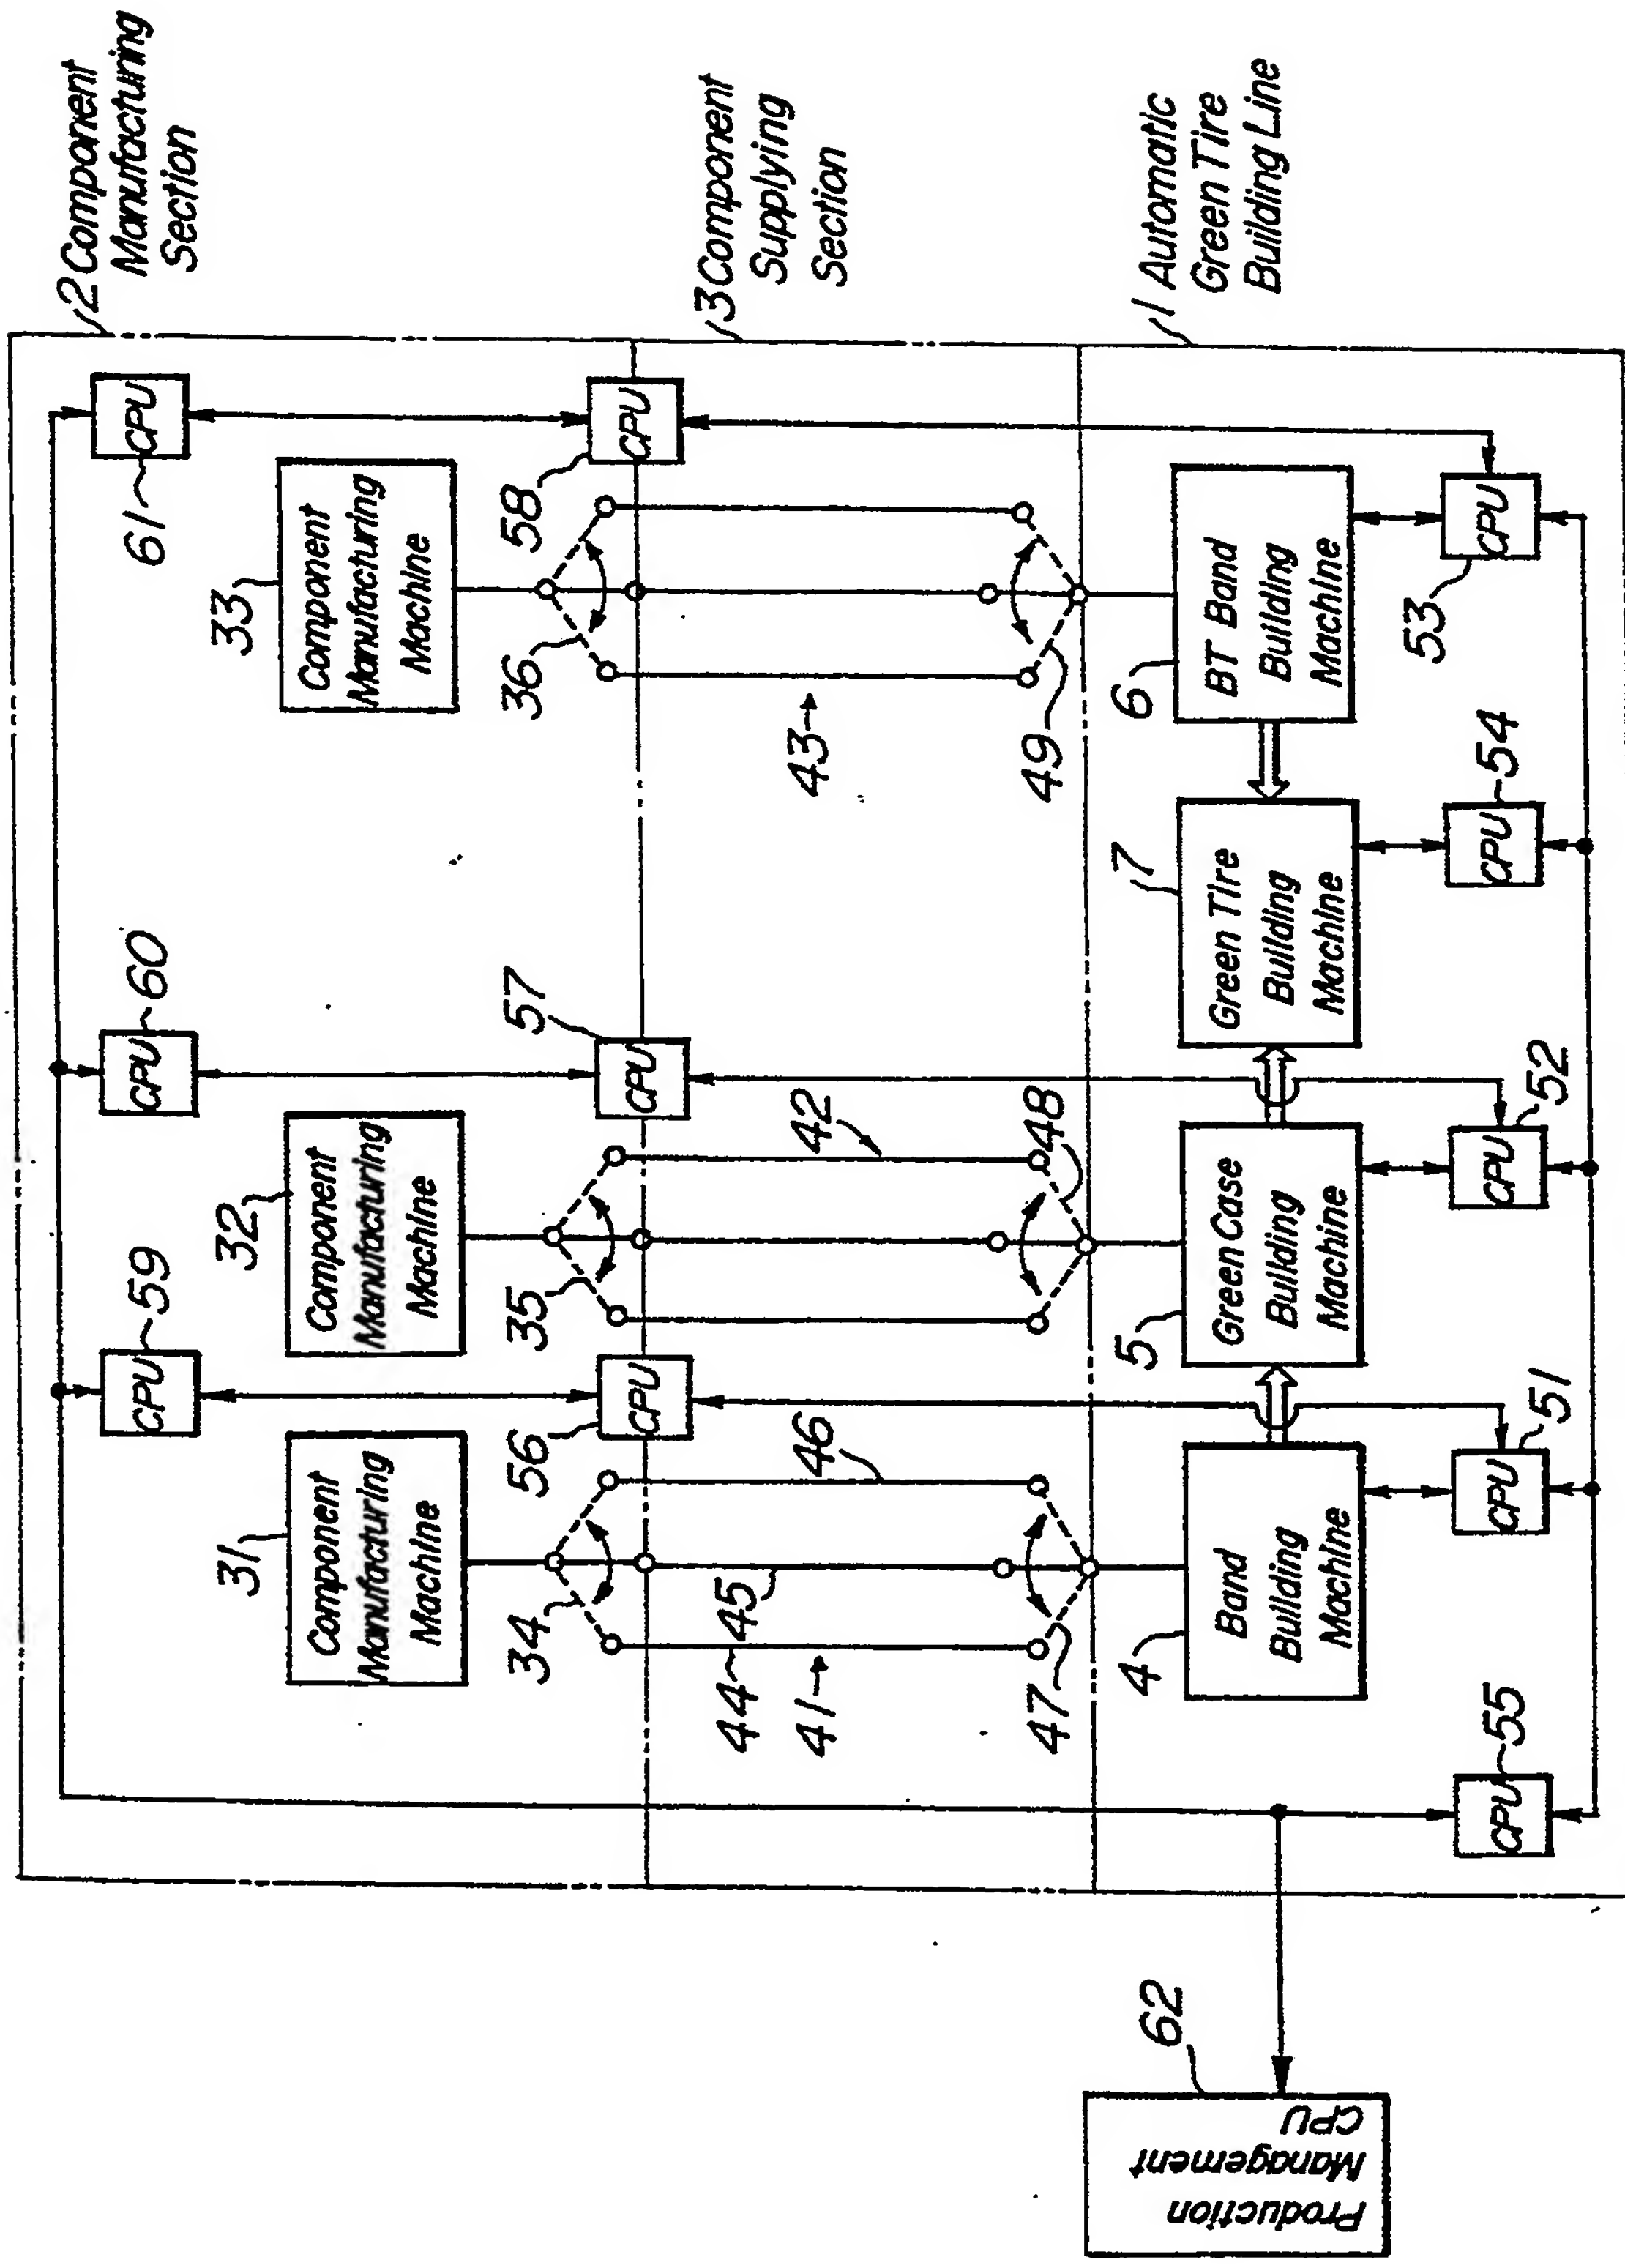 2 Component
Manufacturing
Section
3 Component
Supplying
Section
1 Automatic
Green Tire
Building Line
59
CPU
60
CPU
61
CPU
31
Component
Manufacturing
Machine
32
Component
Manufacturing
Machine
33
Component
Manufacturing
Machine
34
56
CPU
35
57
CPU
36
58
CPU
44
45
46
41
42
43
47
48
49
4
Band
Building
Machine
5
Green Case
Building
Machine
7
Green Tire
Building
Machine
6
BT Band
Building
Machine
55
CPU
51
CPU
52
CPU
54
CPU
53
CPU
62
Production
Management
CPU